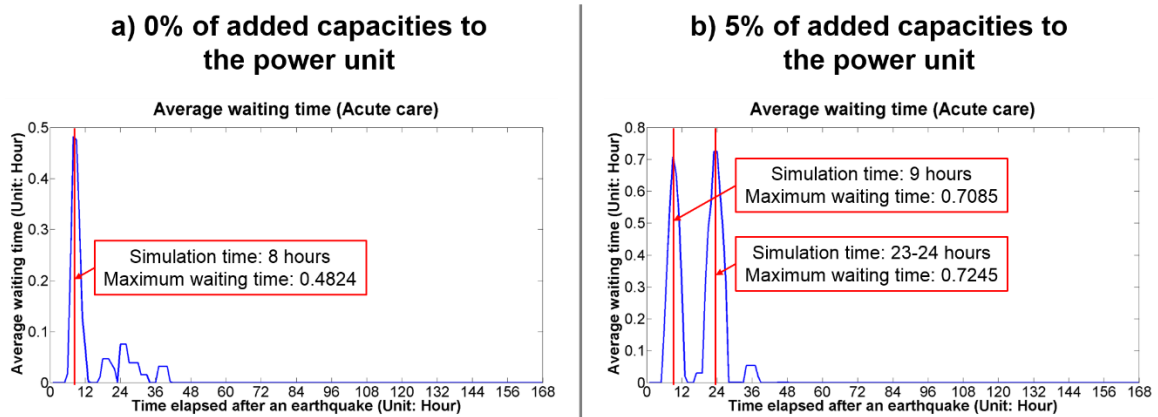 a) 0% of added capacities to
the power unit
Average waiting time (Acute care)
Average waiting time (Unit: Hour)
0.5
0.4
0.3
0.2
0.1
0
Simulation time: 8 hours
Maximum waiting time: 0.4824
0 12 24 36 48 60 72 84 96 108 120 132 144 156 168
Time elapsed after an earthquake (Unit: Hour)
b) 5% of added capacities to
the power unit
Average waiting time (Acute care)
Average waiting time (Unit: Hour)
0.8
0.7
0.6
0.5
0.4
0.3
0.2
0.1
0
Simulation time: 9 hours
Maximum waiting time: 0.7085
Simulation time: 23-24 hours
Maximum waiting time: 0.7245
0 12 24 36 48 60 72 84 96 108 120 132 144 156 168
Time elapsed after an earthquake (Unit: Hour)